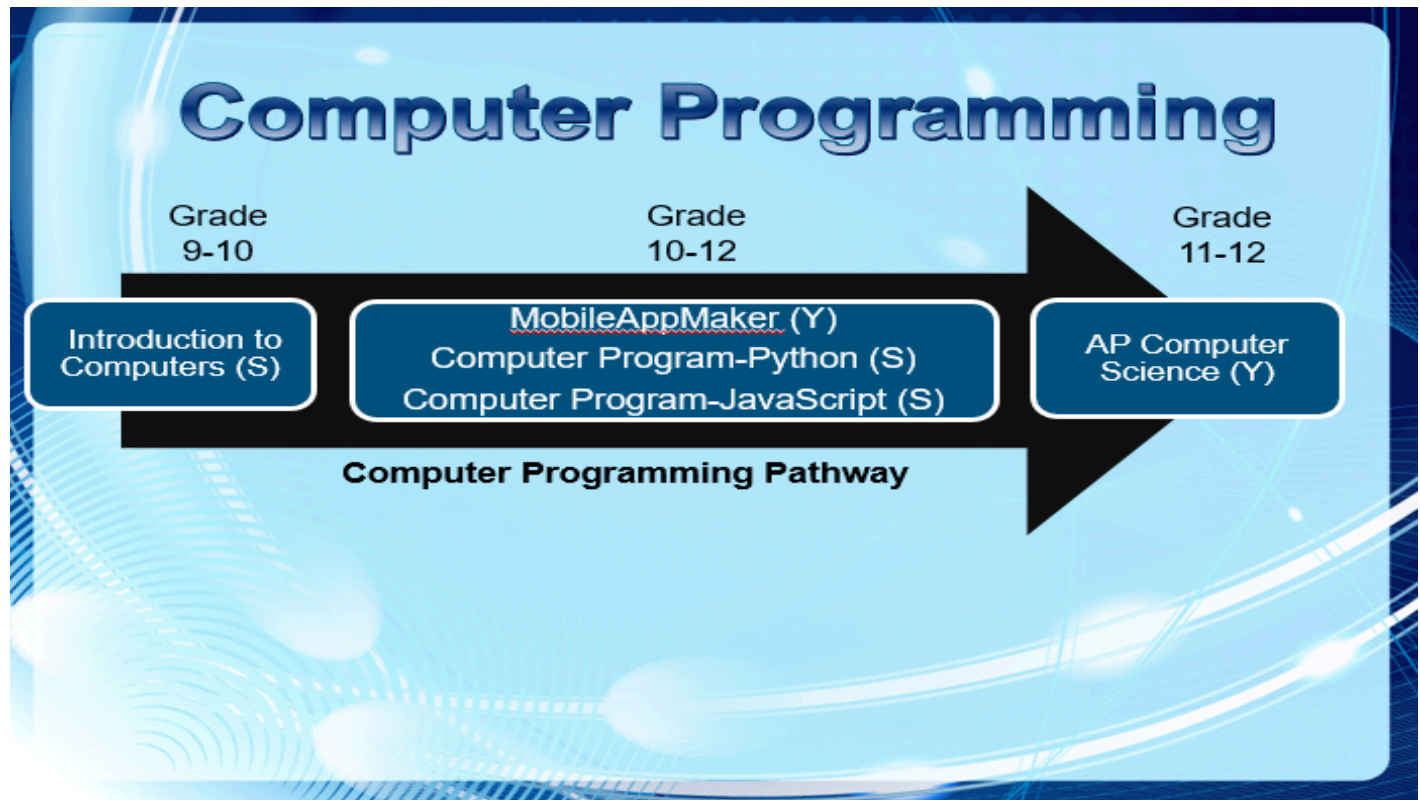 Computer Programming
Grade
9-10
Grade
10-12
Grade
11-12
Introduction to
Computers (S)
MobileAppMaker (Y)
Computer Program-Python (S)
Computer Program-JavaScript (S)
AP Computer
Science (Y)
Computer Programming Pathway